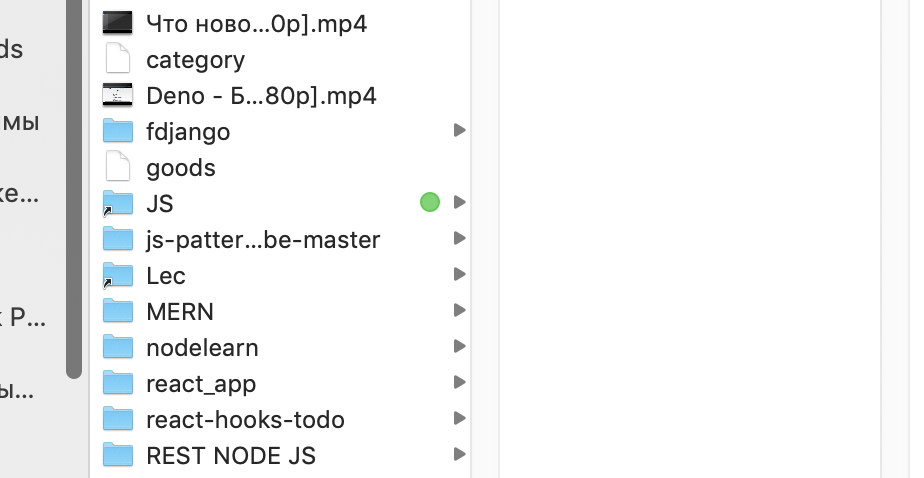 ds
мы
ке...
к P...
ы...
Что ново...0p].mp4
category
Deno - Б...80p].mp4
fdjango
goods
JS
js-patter...be-master
Lec
MERN
nodelearn
react_app
react-hooks-todo
REST NODE JS